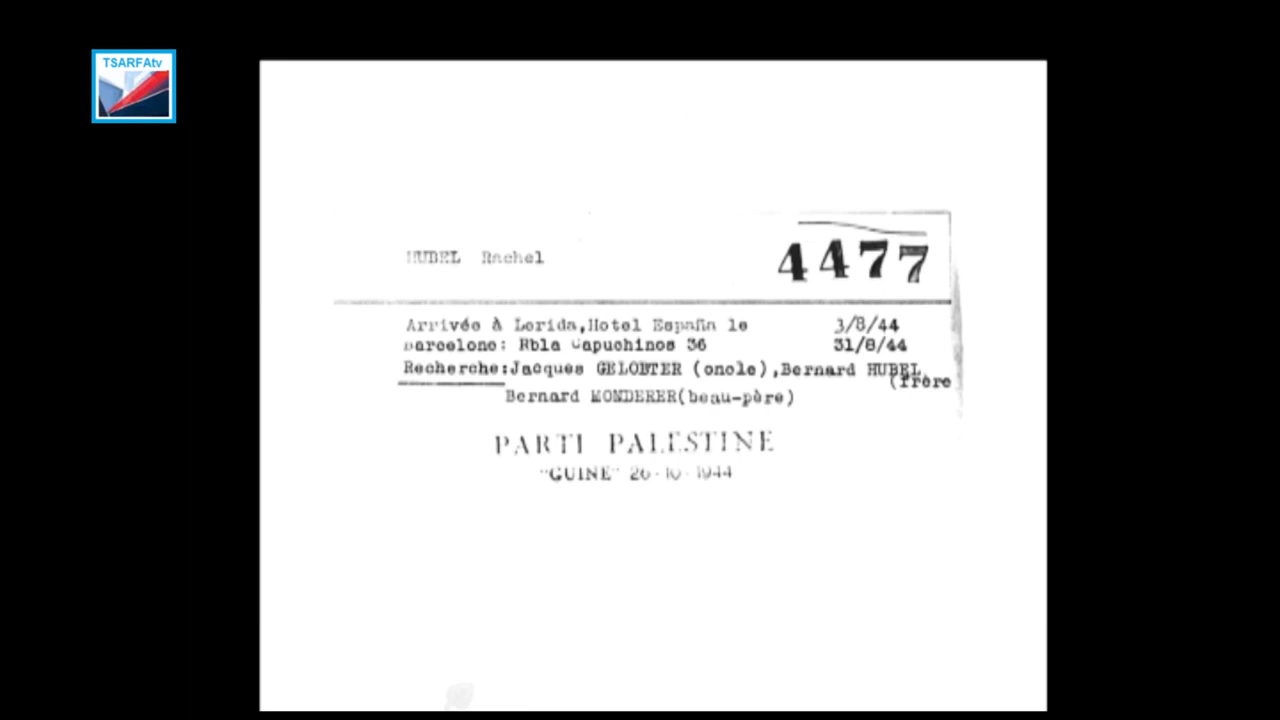 TSARFAtv
HUBEL Rachel
4477
Arrivée à Lerida,Hotel España le 3/8/44
Barcelone: Rbla Capuchinos 36 31/8/44
Recherche:Jacques GELOBTER (oncle),Bernard HUBEL
(frère
Bernard MONDERER(beau-père)
PARTI PALESTINE
"GUINE" 26-10-1944